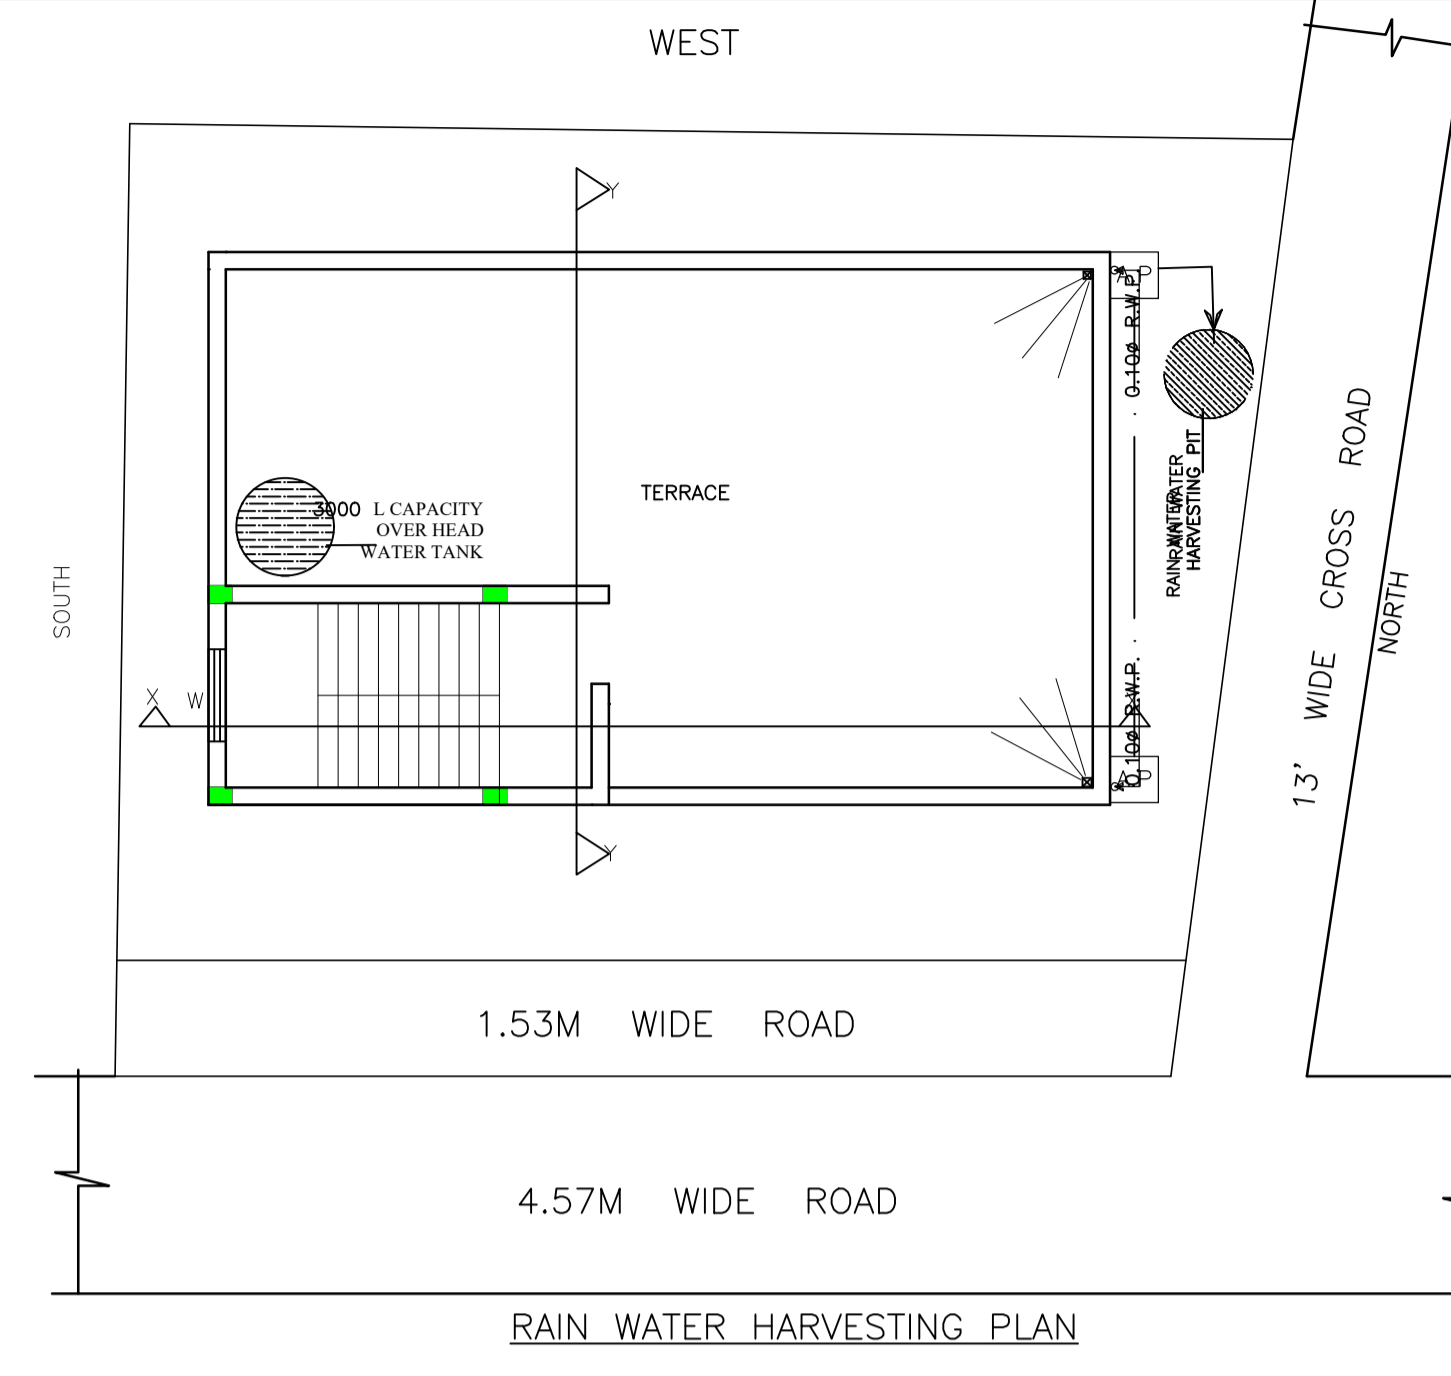 WEST
Y
0.10ø R.W.P.
3000 L CAPACITY
OVER HEAD
WATER TANK
TERRACE
RAIN WATER
HARVESTING PIT
SOUTH
13' WIDE CROSS ROAD
NORTH
X
W
0.10ø R.W.P.
Y
1.53M WIDE ROAD
4.57M WIDE ROAD
RAIN WATER HARVESTING PLAN